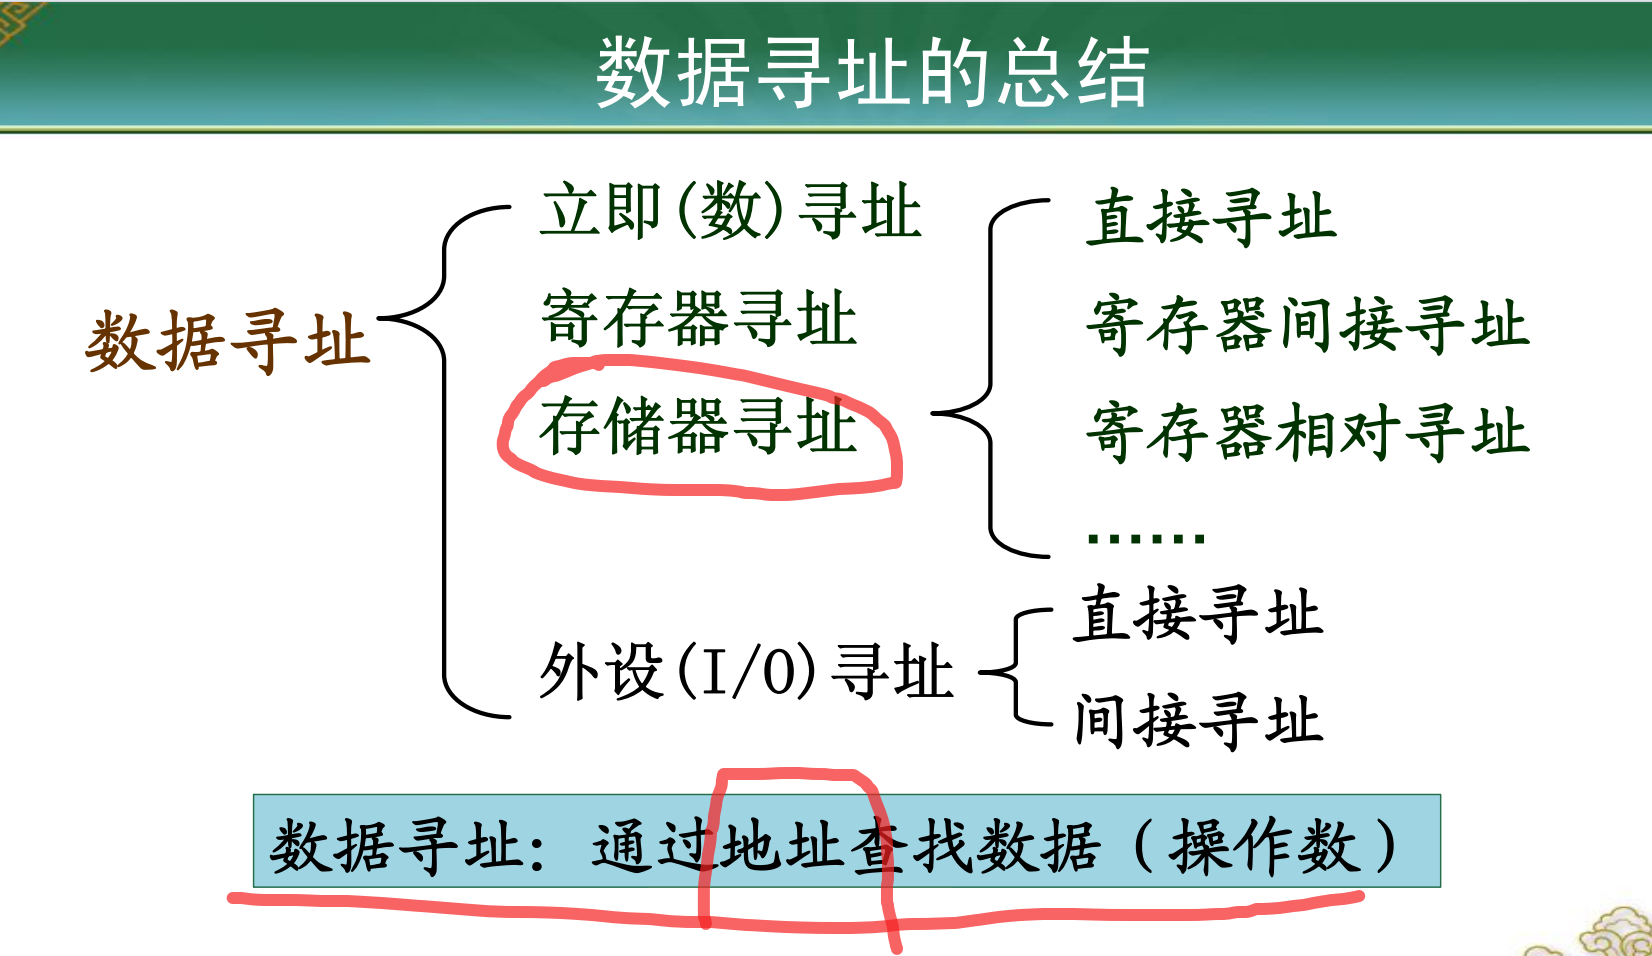 数据寻址的总结
数据寻址
立即(数)寻址
寄存器寻址
存储器寻址
直接寻址
寄存器间接寻址
寄存器相对寻址
......
外设(I/O)寻址
直接寻址
间接寻址
数据寻址：通过地址查找数据（操作数）